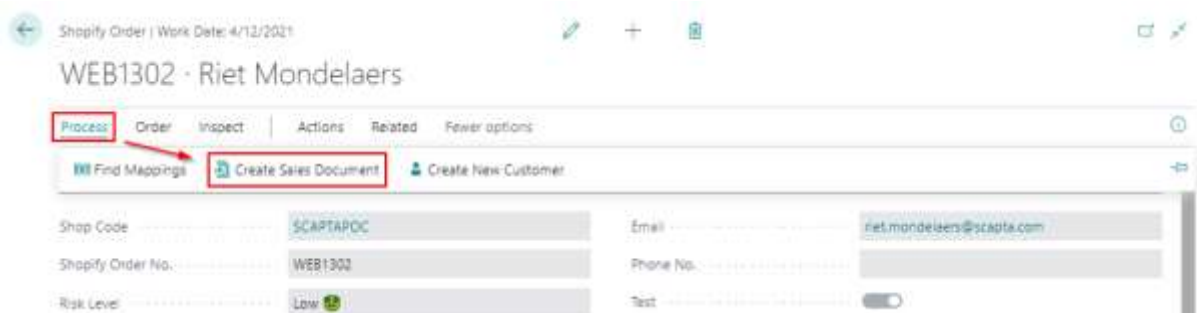 Shopify Order | Work Date: 4/12/2021
WEB1302 · Riet Mondelaers
Process Order Inspect | Actions Related Fewer options
Find Mappings Create Sales Document Create New Customer
Shop Code SCAPTAPOC Email riet.mondelaers@scapta.com
Shopify Order No. WEB1302 Phone No.
Risk Level Low Test